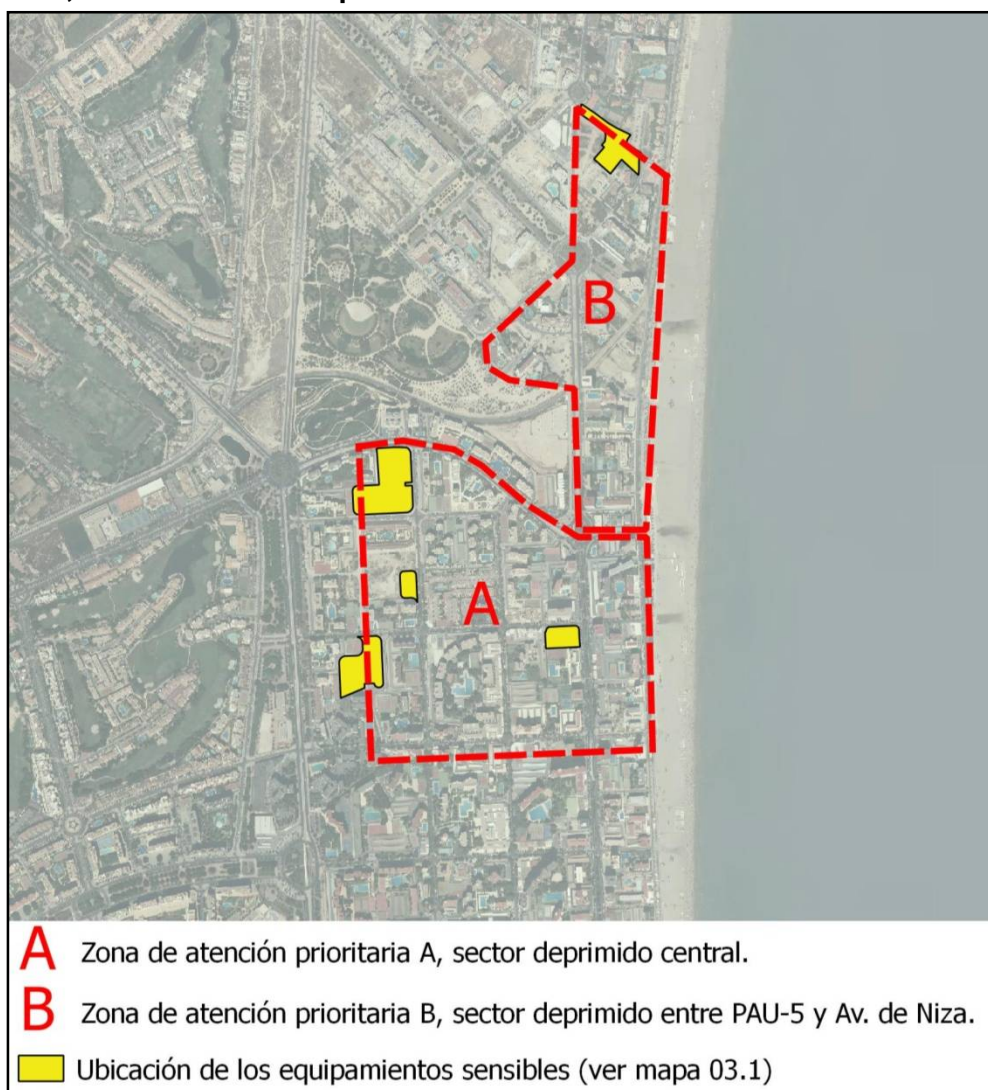 B
A
A Zona de atención prioritaria A, sector deprimido central.
B Zona de atención prioritaria B, sector deprimido entre PAU-5 y Av. de Niza.
Ubicación de los equipamientos sensibles (ver mapa 03.1)